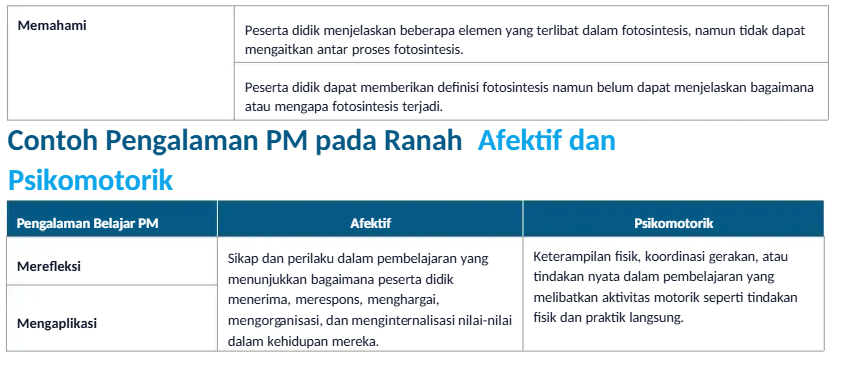 Memahami
Peserta didik menjelaskan beberapa elemen yang terlibat dalam fotosintesis, namun tidak dapat
mengaitkan antar proses fotosintesis.
Peserta didik dapat memberikan definisi fotosintesis namun belum dapat menjelaskan bagaimana
atau mengapa fotosintesis terjadi.
Contoh Pengalaman PM pada Ranah Afektif dan
Psikomotorik
Pengalaman Belajar PM
Afektif
Psikomotorik
Merefleksi
Mengaplikasi
Sikap dan perilaku dalam pembelajaran yang
menunjukkan bagaimana peserta didik
menerima, merespons, menghargai,
mengorganisasi, dan menginternalisasi nilai-nilai
dalam kehidupan mereka.
Keterampilan fisik, koordinasi gerakan, atau
tindakan nyata dalam pembelajaran yang
melibatkan aktivitas motorik seperti tindakan
fisik dan praktik langsung.